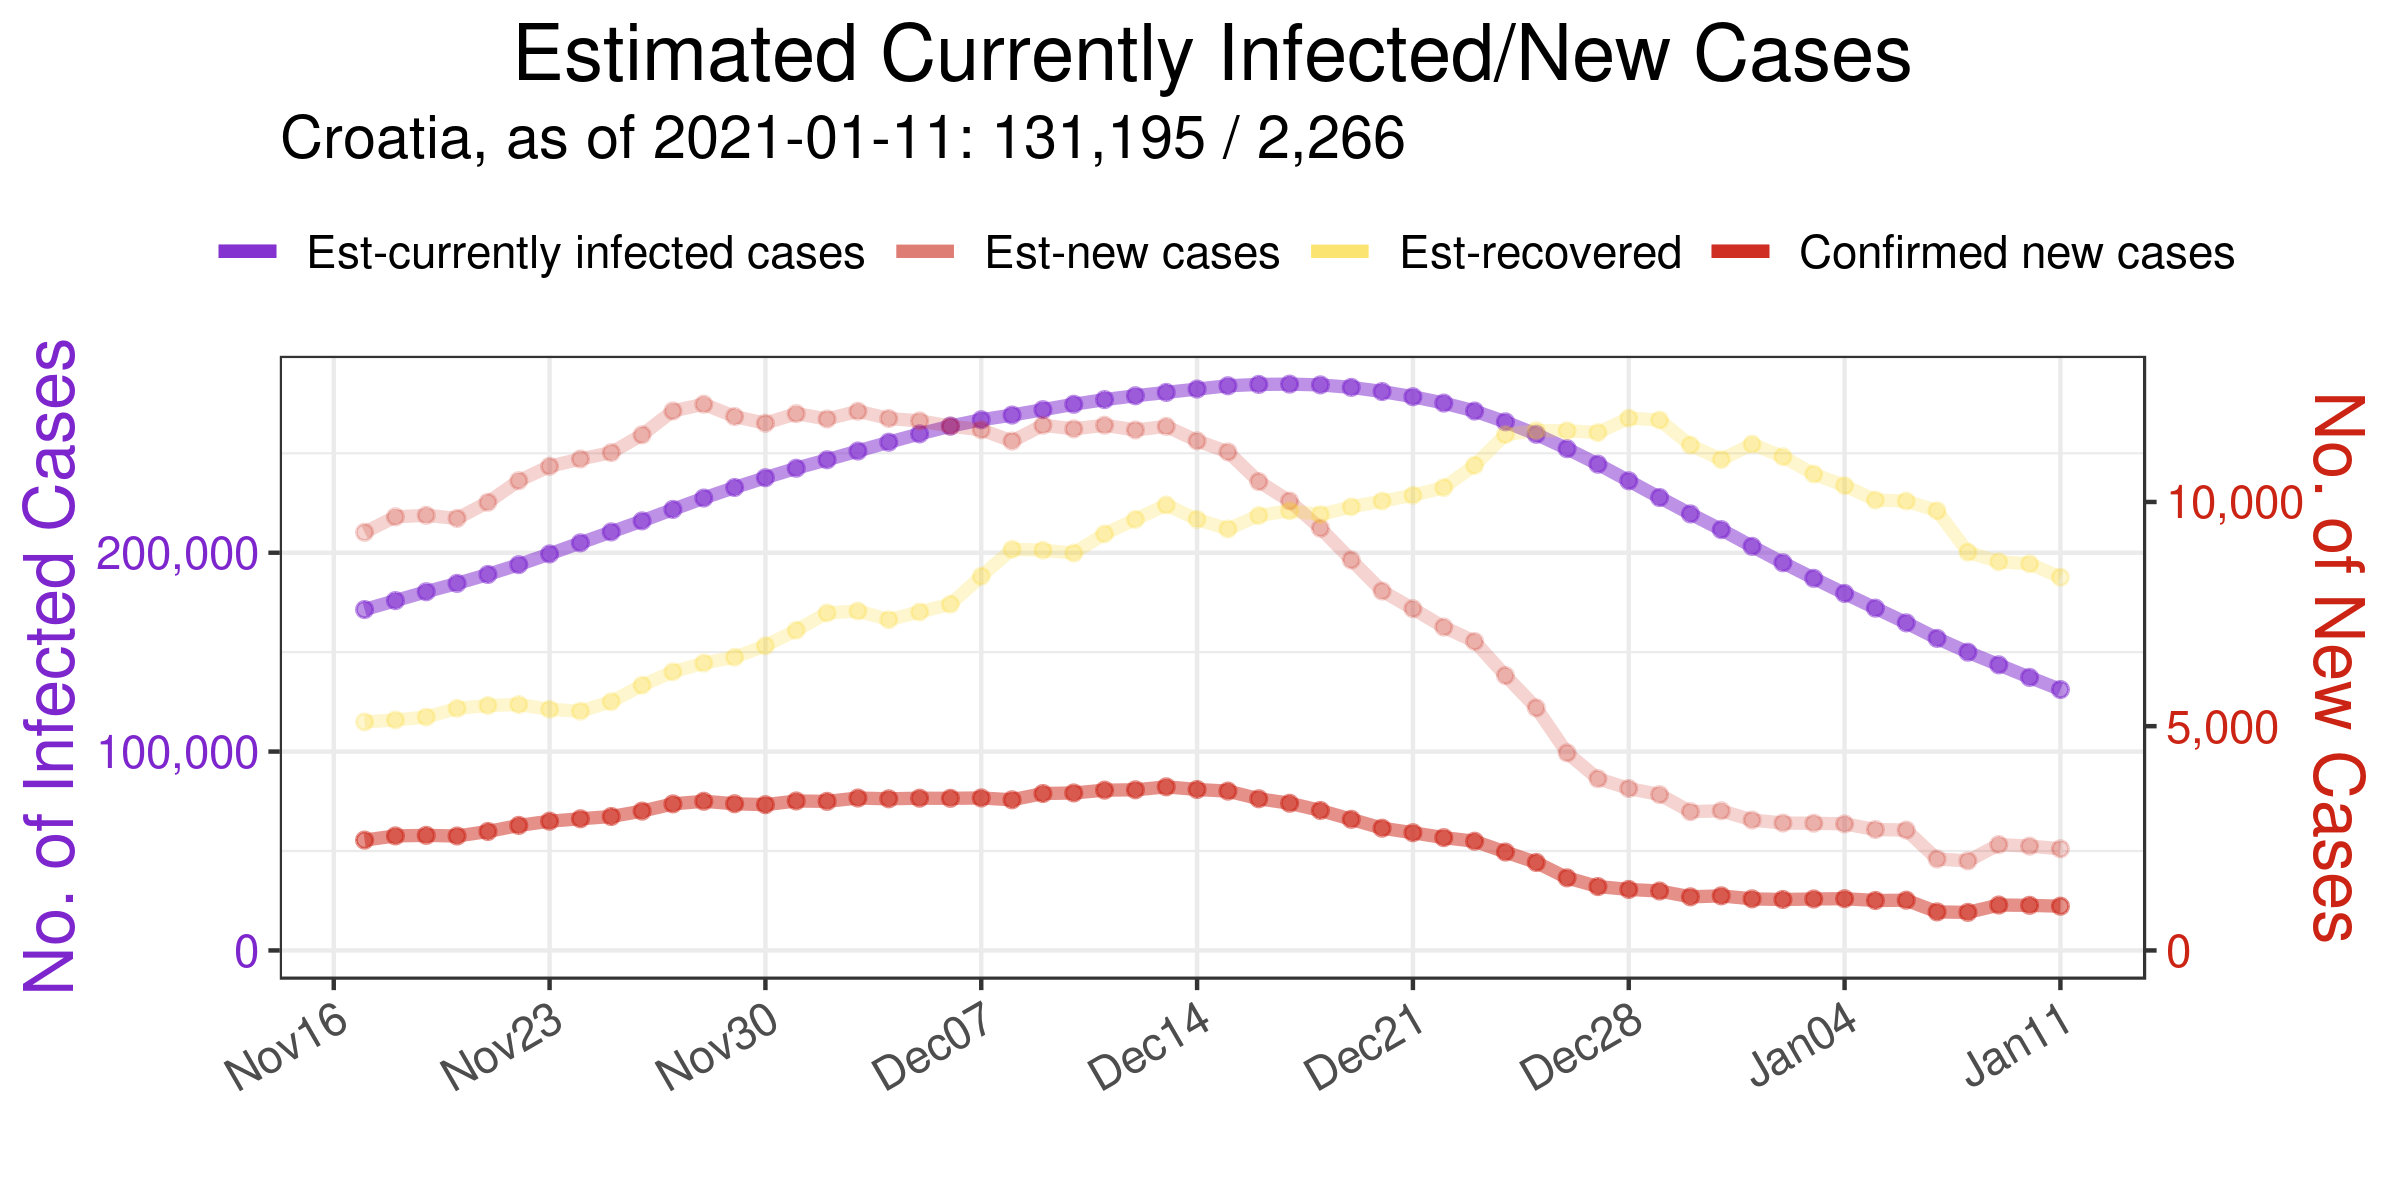 Estimated Currently Infected/New Cases
Croatia, as of 2021-01-11: 131,195 / 2,266
Est-currently infected cases Est-new cases Est-recovered Confirmed new cases
No. of Infected Cases
200,000
100,000
0
10,000
5,000
0
No. of New Cases
Nov16 Nov23 Nov30 Dec07 Dec14 Dec21 Dec28 Jan04 Jan11